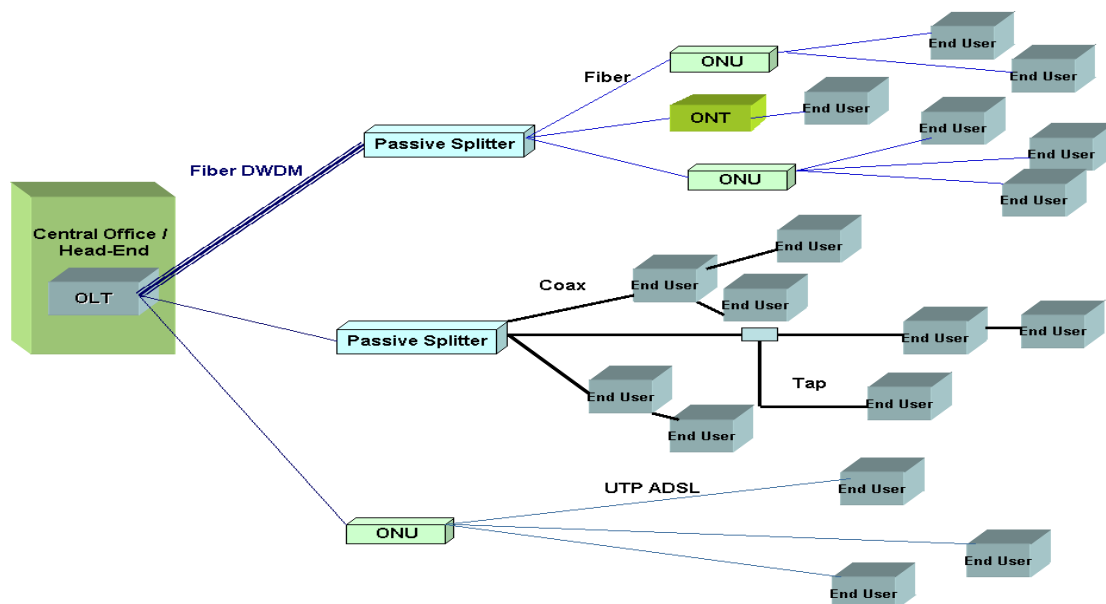 End User
ONU
End User
Fiber
End User
ONT
End User
Passive Splitter
End User
Fiber DWDM
ONU
End User
Central Office /
Head-End
End User
Coax
End User
OLT
End User
End User
End User
Passive Splitter
Tap
End User
End User
End User
UTP ADSL
End User
ONU
End User
End User